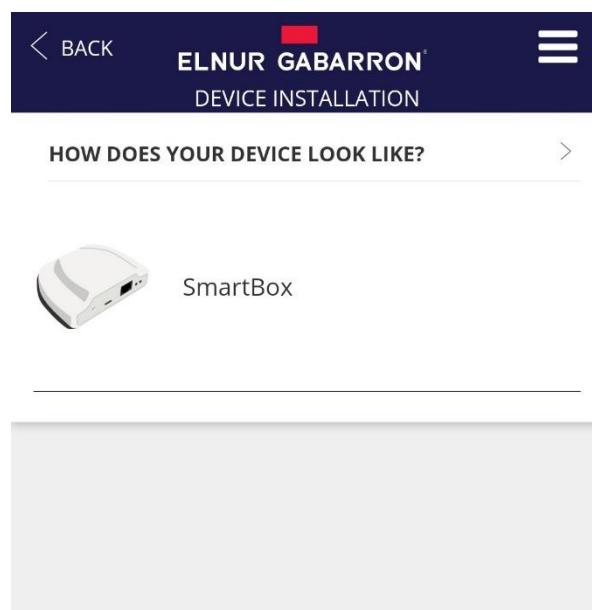 BACK
ELNUR GABARRON
DEVICE INSTALLATION
HOW DOES YOUR DEVICE LOOK LIKE?
SmartBox